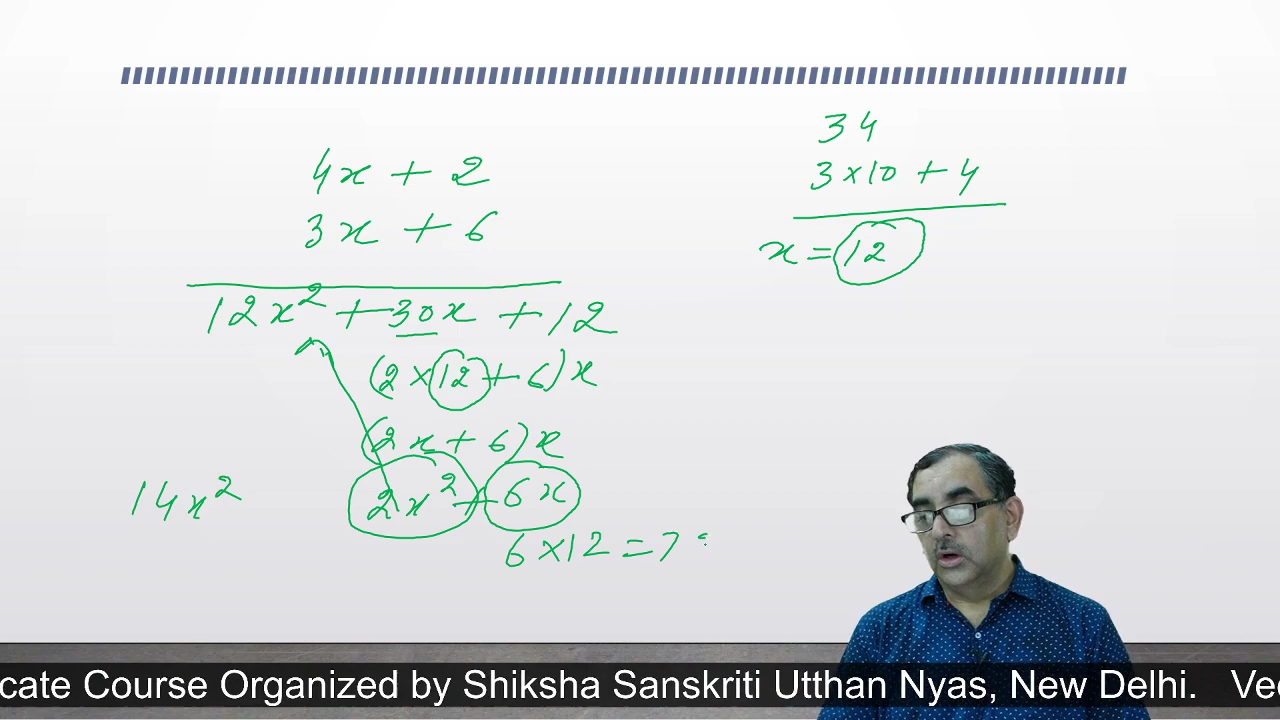 4x + 2
3x + 6
12x² + 30x + 12
(2 × 12 + 6) x
(2x + 6) x
14x²
2x² + 6x
6 × 12 = 7
34
3 × 10 + 4
x = 12
cate Course Organized by Shiksha Sanskriti Utthan Nyas, New Delhi. Vec